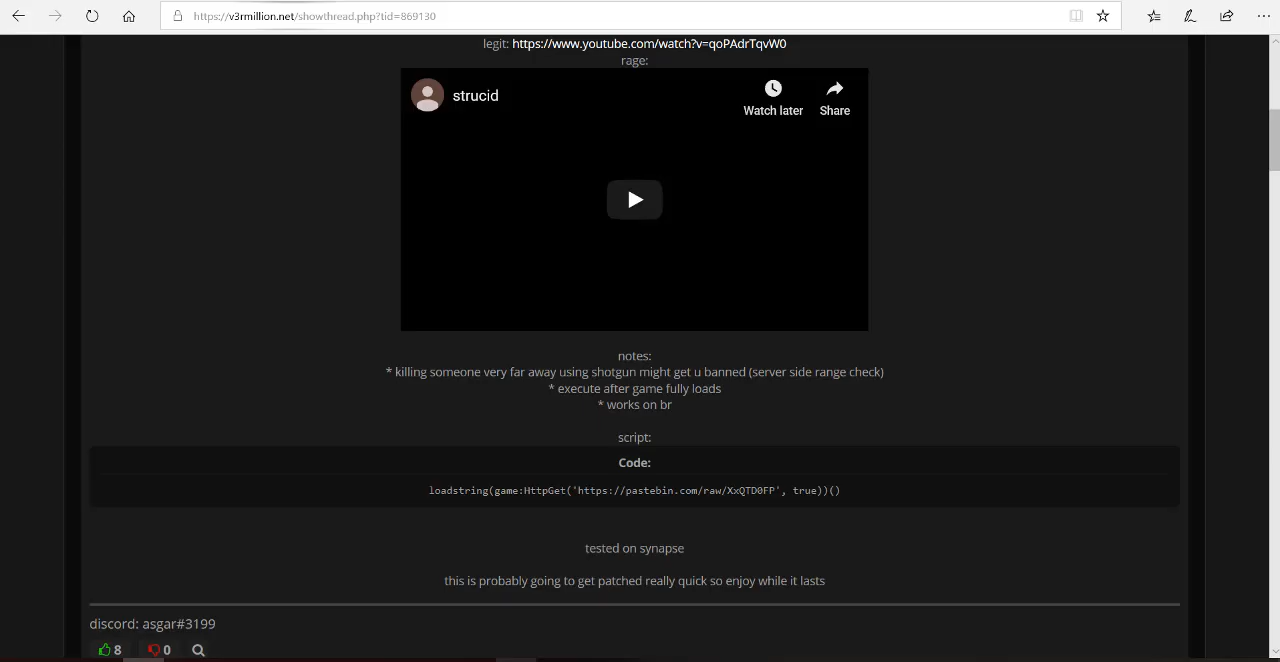 https://v3rmillion.net/showthread.php?tid=869130
legit: https://www.youtube.com/watch?v=qoPAdrTqvW0
rage:
strucid
Watch later
Share
notes:
* killing someone very far away using shotgun might get u banned (server side range check)
* execute after game fully loads
* works on br
script:
Code:
loadstring(game:HttpGet('https://pastebin.com/raw/XxQTD0FP', true))()
tested on synapse
this is probably going to get patched really quick so enjoy while it lasts
discord: asgar#3199
8
0